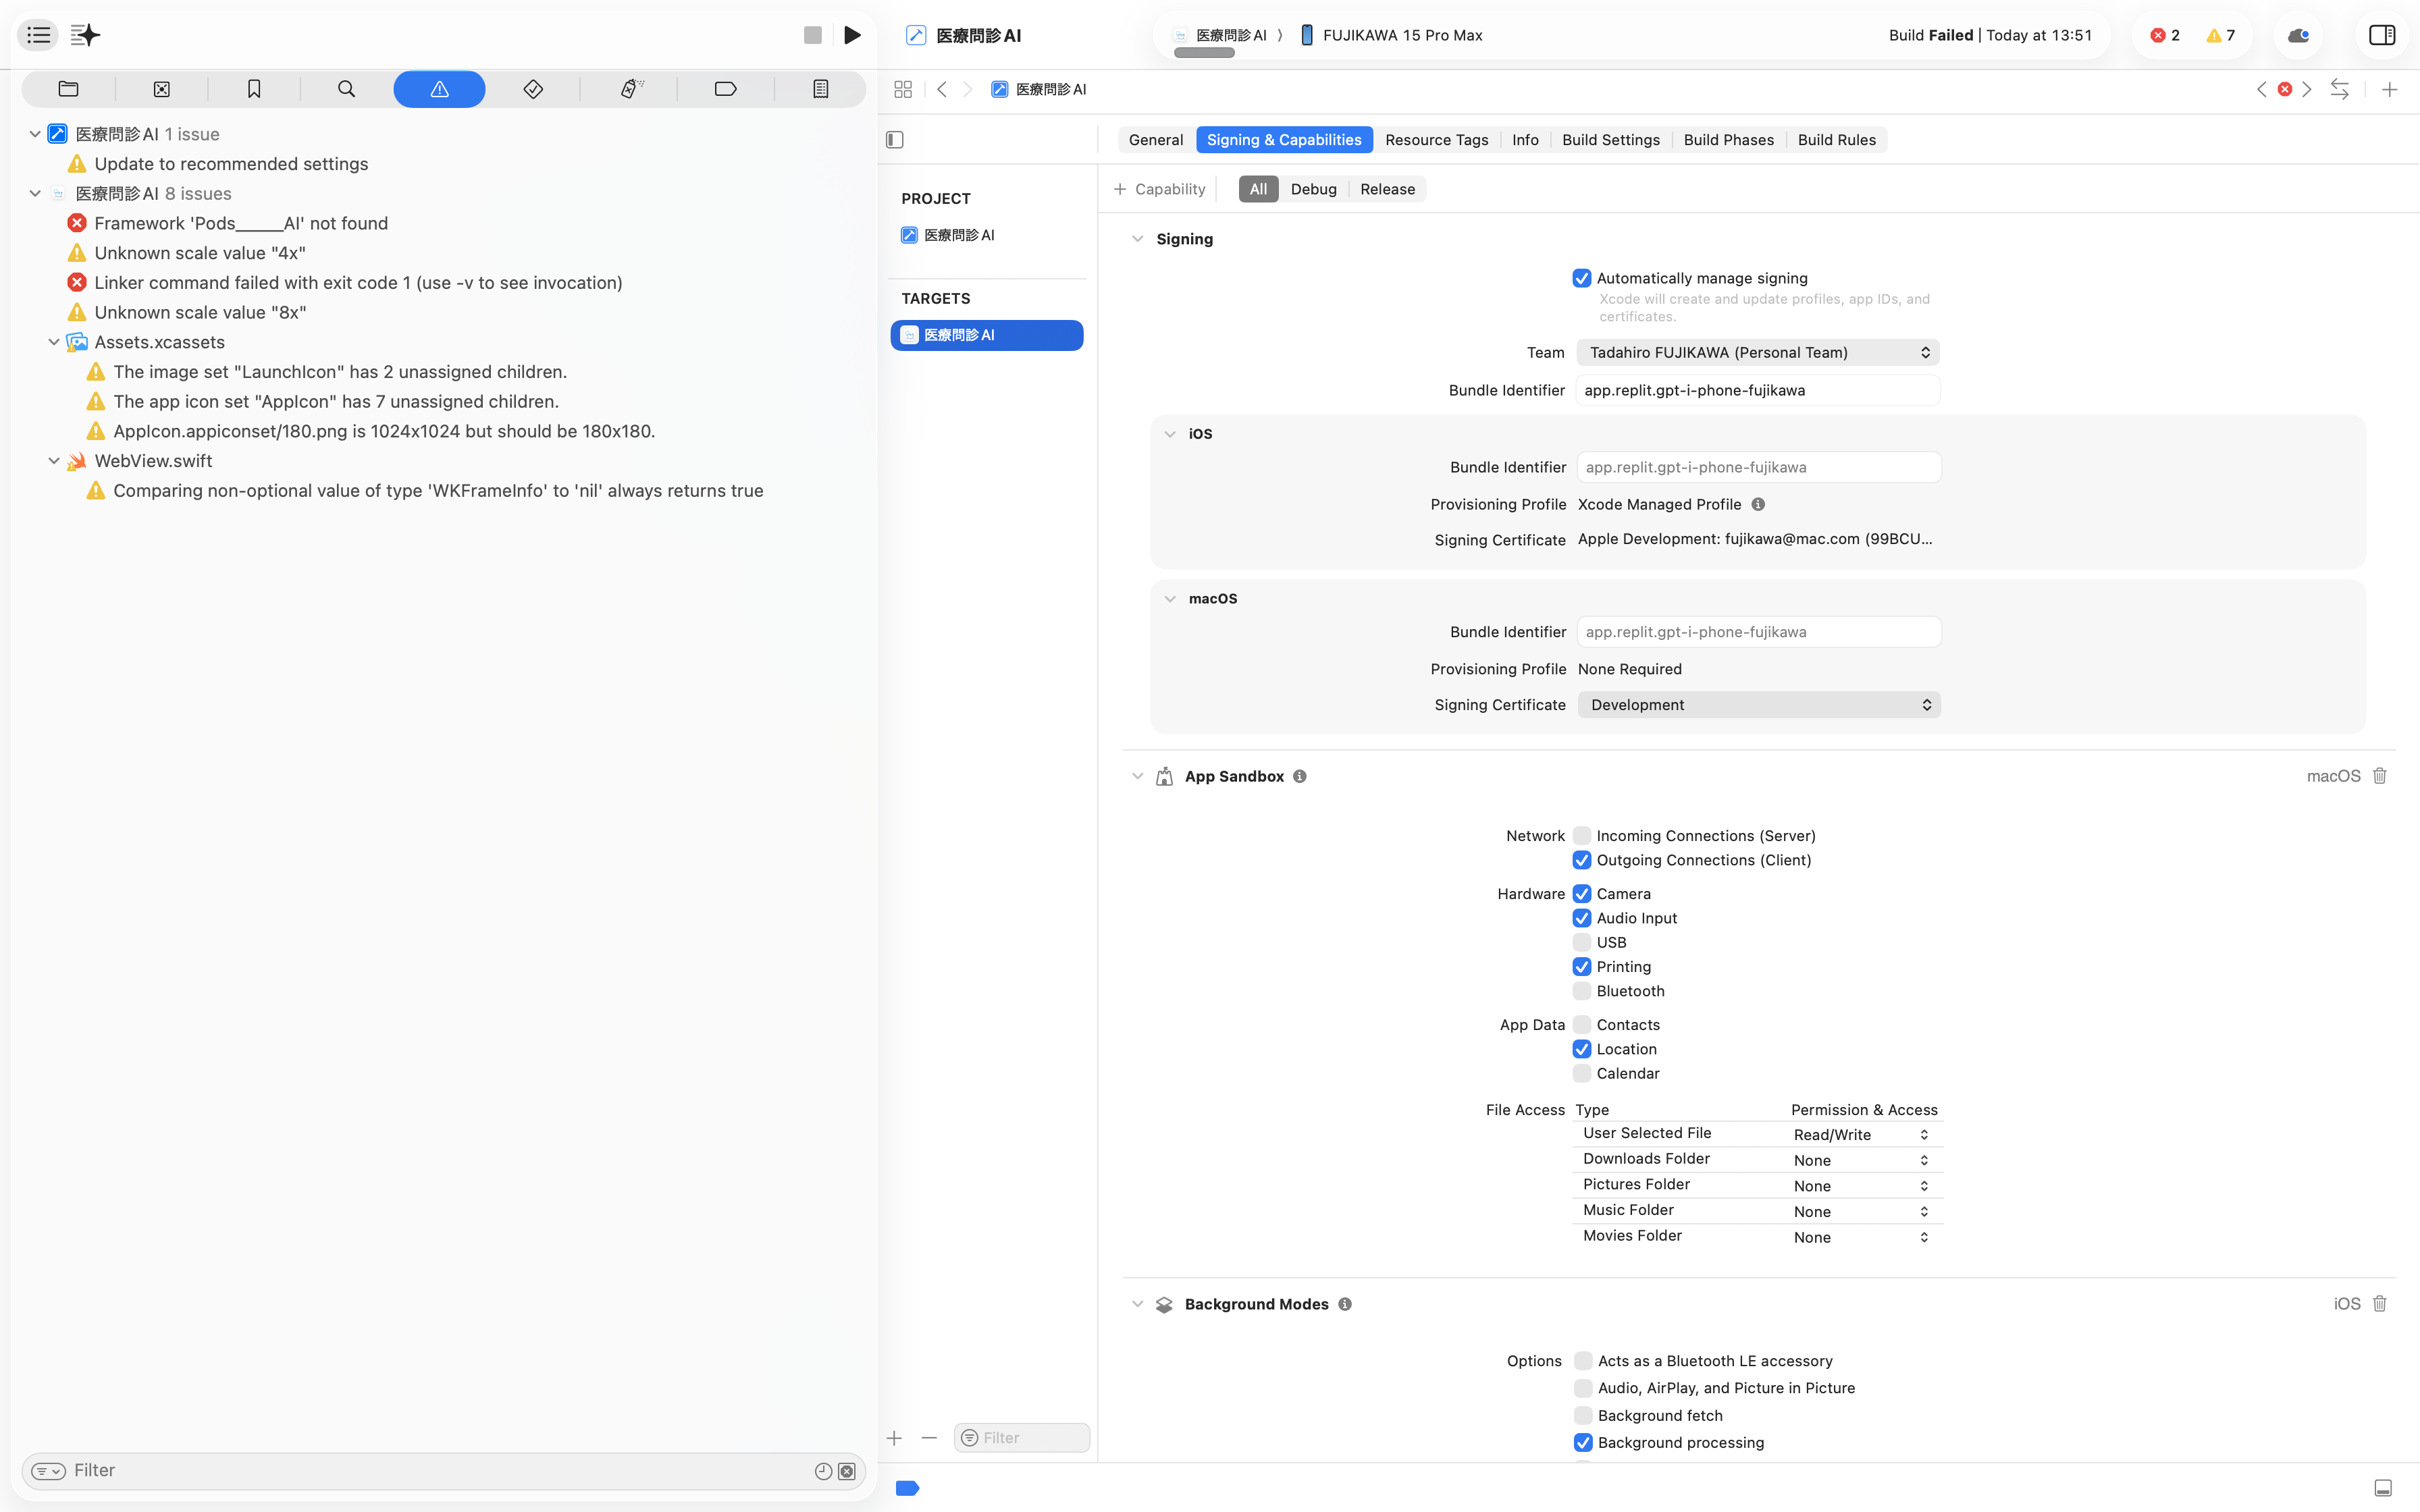 医療問診AI
医療問診AI 〉 FUJIKAWA 15 Pro Max
Build Failed | Today at 13:51
2
7
医療問診AI
医療問診AI 1 issue
Update to recommended settings
医療問診AI 8 issues
Framework 'Pods______AI' not found
Unknown scale value "4x"
Linker command failed with exit code 1 (use -v to see invocation)
Unknown scale value "8x"
Assets.xcassets
The image set "LaunchIcon" has 2 unassigned children.
The app icon set "AppIcon" has 7 unassigned children.
AppIcon.appiconset/180.png is 1024x1024 but should be 180x180.
WebView.swift
Comparing non-optional value of type 'WKFrameInfo' to 'nil' always returns true
Filter
PROJECT
医療問診AI
TARGETS
医療問診AI
Filter
General Signing & Capabilities Resource Tags Info Build Settings Build Phases Build Rules
+ Capability All Debug Release
Signing
Automatically manage signing
Xcode will create and update profiles, app IDs, and
certificates.
Team Tadahiro FUJIKAWA (Personal Team)
Bundle Identifier app.replit.gpt-i-phone-fujikawa
iOS
Bundle Identifier app.replit.gpt-i-phone-fujikawa
Provisioning Profile Xcode Managed Profile
Signing Certificate Apple Development: fujikawa@mac.com (99BCU...
macOS
Bundle Identifier app.replit.gpt-i-phone-fujikawa
Provisioning Profile None Required
Signing Certificate Development
App Sandbox macOS
Network Incoming Connections (Server)
Outgoing Connections (Client)
Hardware Camera
Audio Input
USB
Printing
Bluetooth
App Data Contacts
Location
Calendar
File Access Type Permission & Access
User Selected File Read/Write
Downloads Folder None
Pictures Folder None
Music Folder None
Movies Folder None
Background Modes iOS
Options Acts as a Bluetooth LE accessory
Audio, AirPlay, and Picture in Picture
Background fetch
Background processing